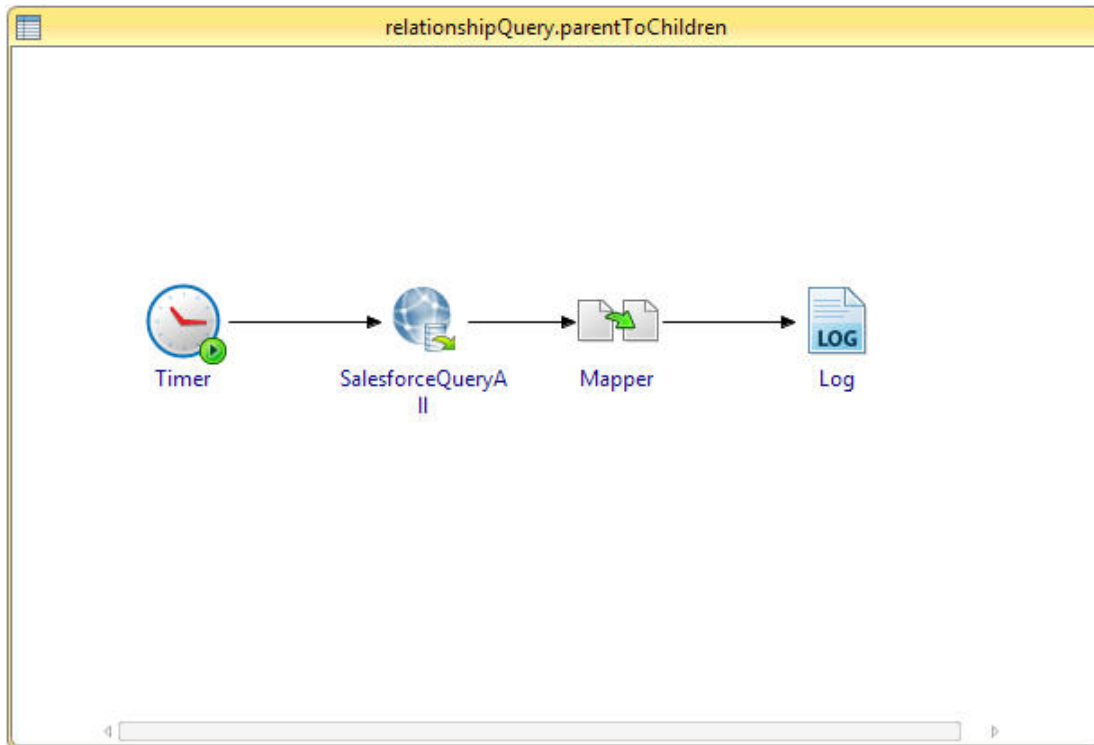 relationshipQuery.parentToChildren
LOG
Timer
SalesforceQueryA
ll
Mapper
Log